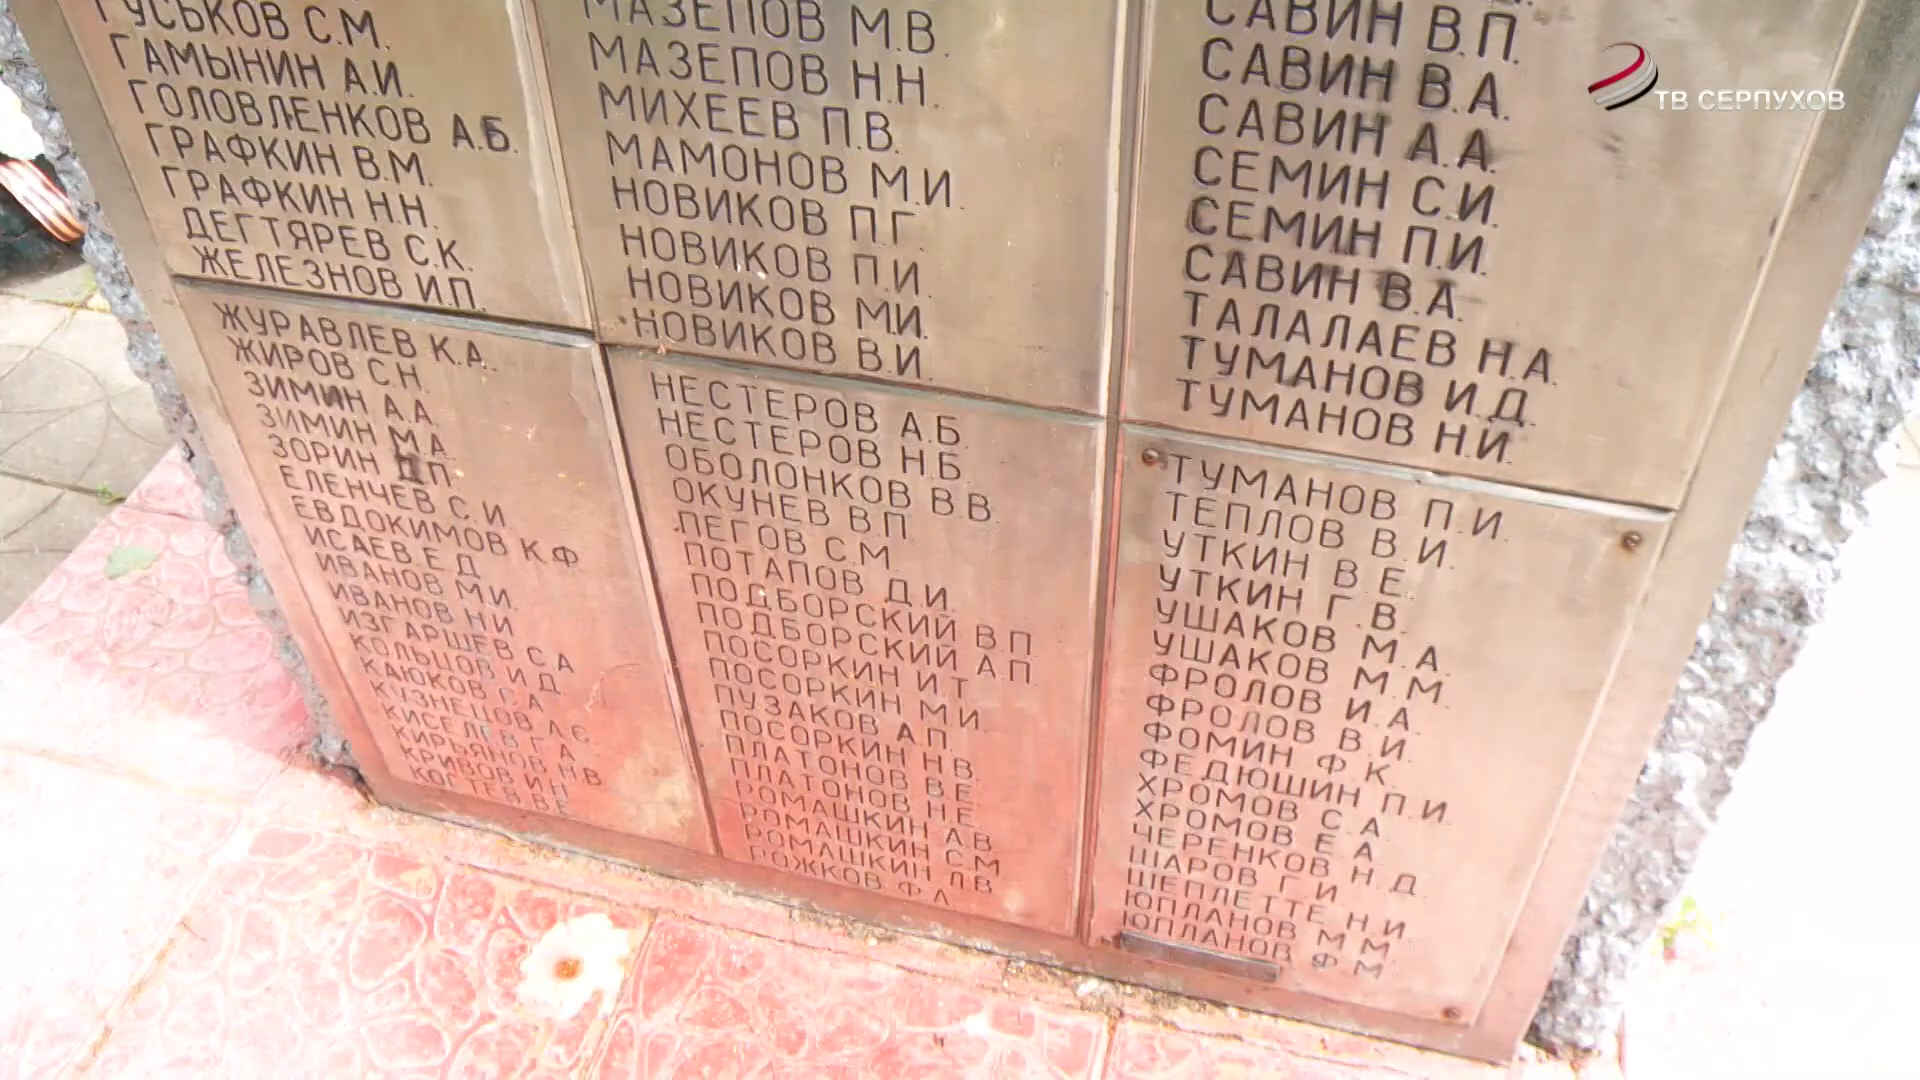 ГУСЬКОВ С.М.
ГАМЫНИН А.И.
ГОЛОВЛЕНКОВ А.Б.
ГРАФКИН В.М.
ГРАФКИН Н.Н.
ДЕГТЯРЕВ С.К.
ЖЕЛЕЗНОВ И.П.
ЖУРАВЛЕВ К.А.
ЖИРОВ С.Н.
ЗИМИН А.А.
ЗИМИН М.А.
ЗОРИН Д.П.
ЕЛЕНЧЕВ С.И
ЕВДОКИМОВ К.Ф
ИСАЕВ Е.Д
ИВАНОВ М.И.
ИВАНОВ Н.И
ИЗГАРШЕВ С.А
КОЛЬЦОВ И.Д
КАЮКОВ С.А
КУЗНЕЦОВ А.С.
КИСЕЛЕВ Г.А
КИРЬЯНОВ Н.В
КРИВОВ И.Н
КОГТЕВ В.Е
МАЗЕПОВ М.В.
МАЗЕПОВ Н.Н.
МИХЕЕВ П.В.
МАМОНОВ М.И.
НОВИКОВ П.Г.
НОВИКОВ П.И.
НОВИКОВ М.И.
НОВИКОВ В.И.
НЕСТЕРОВ А.Б.
НЕСТЕРОВ Н.Б.
ОБОЛОНКОВ В.В.
ОКУНЕВ В.П.
ПЕГОВ С.М.
ПОТАПОВ Д.И.
ПОДБОРСКИЙ В.П
ПОДБОРСКИЙ А.П.
ПОСОРКИН И.Т
ПОСОРКИН М.И.
ПУЗАКОВ А.П.
ПОСОРКИН Н.В.
ПЛАТОНОВ В.Е.
ПЛАТОНОВ Н.Е.
РОМАШКИН А.В.
РОМАШКИН С.М
РОМАШКИН Л.В
РОЖКОВ Ф.А
САВИН В.П.
САВИН В.А.
САВИН А.А.
СЕМИН С.И.
СЕМИН П.И.
САВИН В.А.
ТАЛАЛАЕВ Н.А.
ТУМАНОВ И.Д.
ТУМАНОВ Н.И.
ТУМАНОВ П.И.
ТЕПЛОВ В.И.
УТКИН В.Е.
УТКИН Г.В.
УШАКОВ М.А.
УШАКОВ М.М.
ФРОЛОВ И.А.
ФРОЛОВ В.И.
ФОМИН Ф.К.
ФЕДЮШИН П.И.
ХРОМОВ С.А
ХРОМОВ Е.А
ЧЕРЕНКОВ Н.Д
ШАРОВ Г.И
ШЕПЛЕТТЕ Н.И.
ЮПЛАНОВ М.М
ЮПЛАНОВ Ф.М
ТВ СЕРПУХОВ